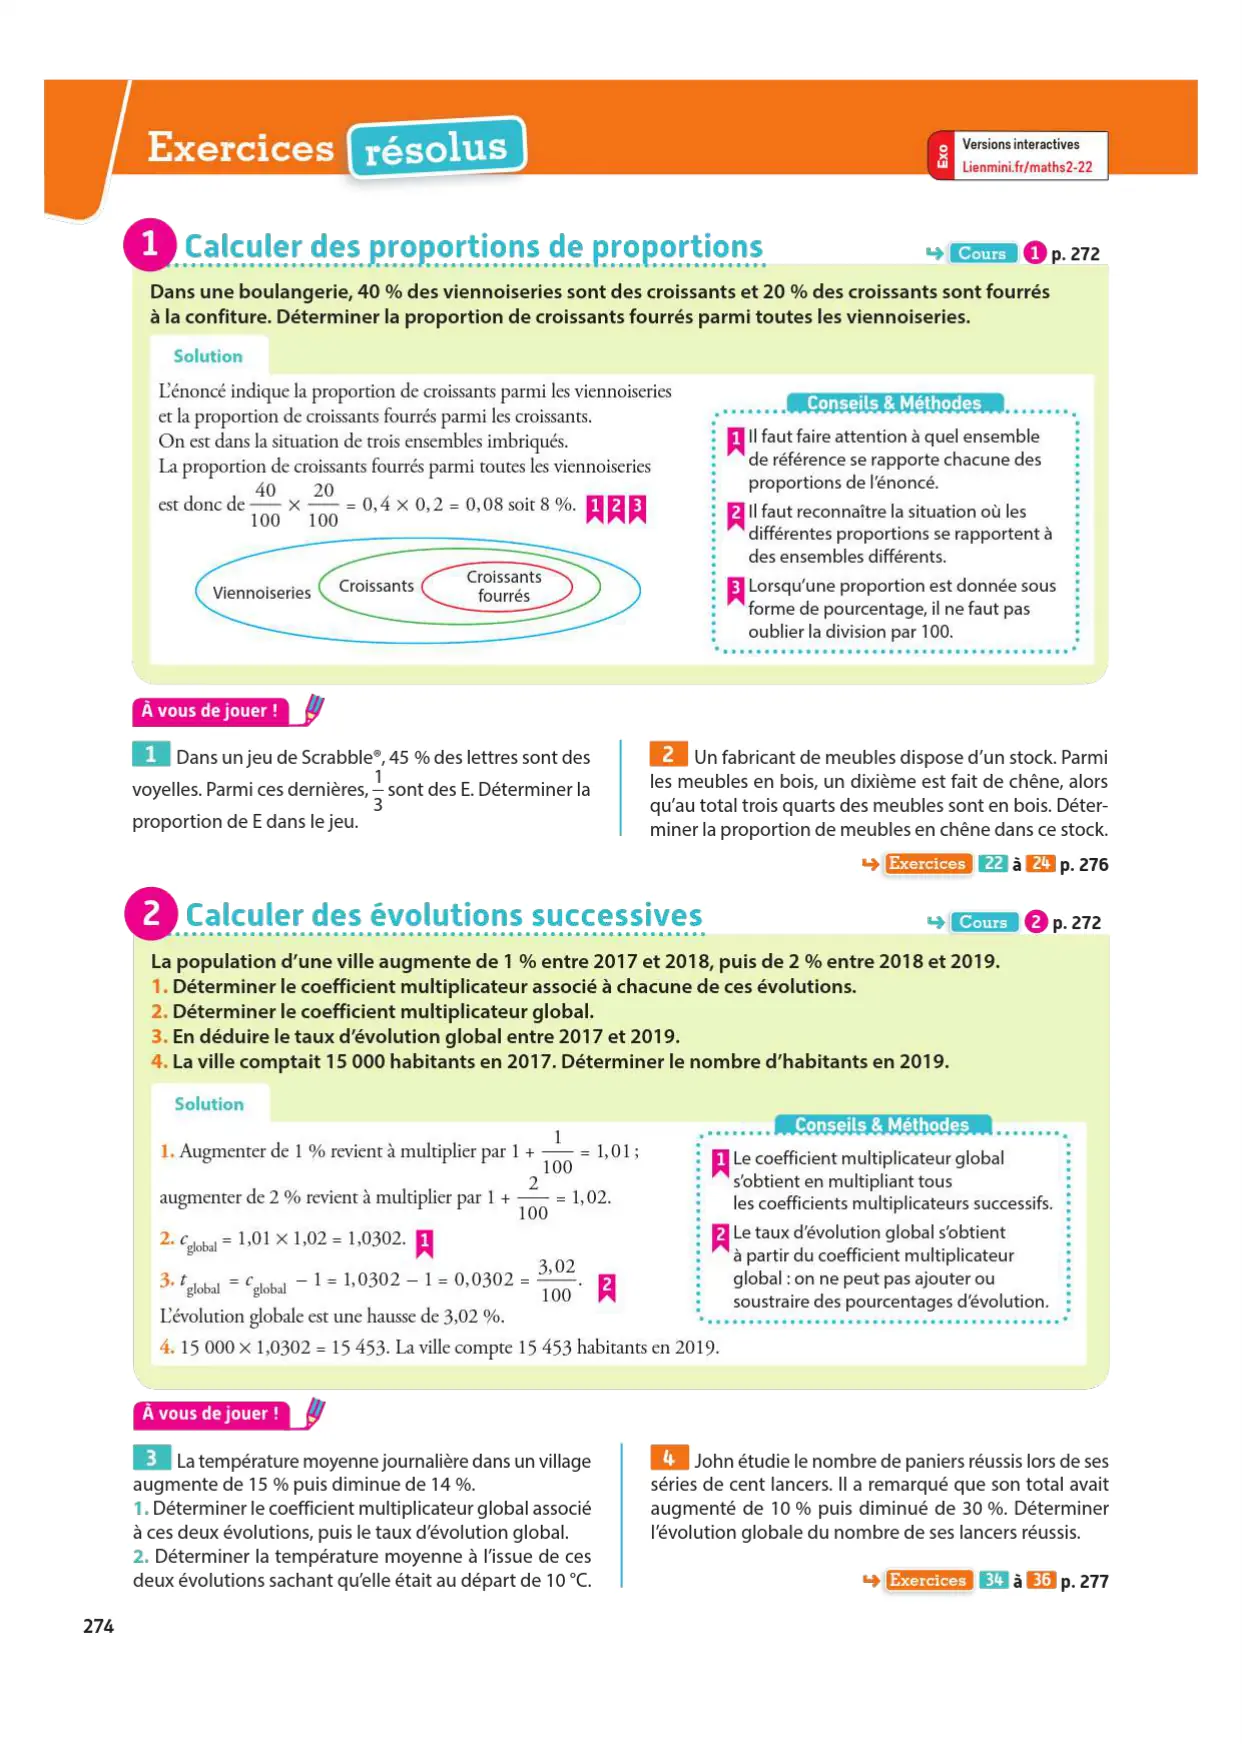 Exercices résolus
Exo
Versions interactives
Lienmini.fr/maths2-22
1 Calculer des proportions de proportions
↪ Cours 1 p. 272
Dans une boulangerie, 40 % des viennoiseries sont des croissants et 20 % des croissants sont fourrés
à la confiture. Déterminer la proportion de croissants fourrés parmi toutes les viennoiseries.
Solution
L’énoncé indique la proportion de croissants parmi les viennoiseries
et la proportion de croissants fourrés parmi les croissants.
On est dans la situation de trois ensembles imbriqués.
La proportion de croissants fourrés parmi toutes les viennoiseries
est donc de 40/100 × 20/100 = 0,4 × 0,2 = 0,08 soit 8 %. 1 2 3
Viennoiseries
Croissants
Croissants
fourrés
Conseils & Méthodes
1 Il faut faire attention à quel ensemble
de référence se rapporte chacune des
proportions de l’énoncé.
2 Il faut reconnaître la situation où les
différentes proportions se rapportent à
des ensembles différents.
3 Lorsqu’une proportion est donnée sous
forme de pourcentage, il ne faut pas
oublier la division par 100.
À vous de jouer !
1 Dans un jeu de Scrabble®, 45 % des lettres sont des
voyelles. Parmi ces dernières, 1/3 sont des E. Déterminer la
proportion de E dans le jeu.
2 Un fabricant de meubles dispose d’un stock. Parmi
les meubles en bois, un dixième est fait de chêne, alors
qu’au total trois quarts des meubles sont en bois. Déter-
miner la proportion de meubles en chêne dans ce stock.
↪ Exercices 22 à 24 p. 276
2 Calculer des évolutions successives
↪ Cours 2 p. 272
La population d’une ville augmente de 1 % entre 2017 et 2018, puis de 2 % entre 2018 et 2019.
1. Déterminer le coefficient multiplicateur associé à chacune de ces évolutions.
2. Déterminer le coefficient multiplicateur global.
3. En déduire le taux d’évolution global entre 2017 et 2019.
4. La ville comptait 15 000 habitants en 2017. Déterminer le nombre d’habitants en 2019.
Solution
1. Augmenter de 1 % revient à multiplier par 1 + 1/100 = 1,01 ;
augmenter de 2 % revient à multiplier par 1 + 2/100 = 1,02.
2. c_global = 1,01 × 1,02 = 1,0302. 1
3. t_global = c_global − 1 = 1,0302 − 1 = 0,0302 = 3,02/100. 2
L’évolution globale est une hausse de 3,02 %.
4. 15 000 × 1,0302 = 15 453. La ville compte 15 453 habitants en 2019.
Conseils & Méthodes
1 Le coefficient multiplicateur global
s’obtient en multipliant tous
les coefficients multiplicateurs successifs.
2 Le taux d’évolution global s’obtient
à partir du coefficient multiplicateur
global : on ne peut pas ajouter ou
soustraire des pourcentages d’évolution.
À vous de jouer !
3 La température moyenne journalière dans un village
augmente de 15 % puis diminue de 14 %.
1. Déterminer le coefficient multiplicateur global associé
à ces deux évolutions, puis le taux d’évolution global.
2. Déterminer la température moyenne à l’issue de ces
deux évolutions sachant qu’elle était au départ de 10 °C.
4 John étudie le nombre de paniers réussis lors de ses
séries de cent lancers. Il a remarqué que son total avait
augmenté de 10 % puis diminué de 30 %. Déterminer
l’évolution globale du nombre de ses lancers réussis.
↪ Exercices 34 à 36 p. 277
274